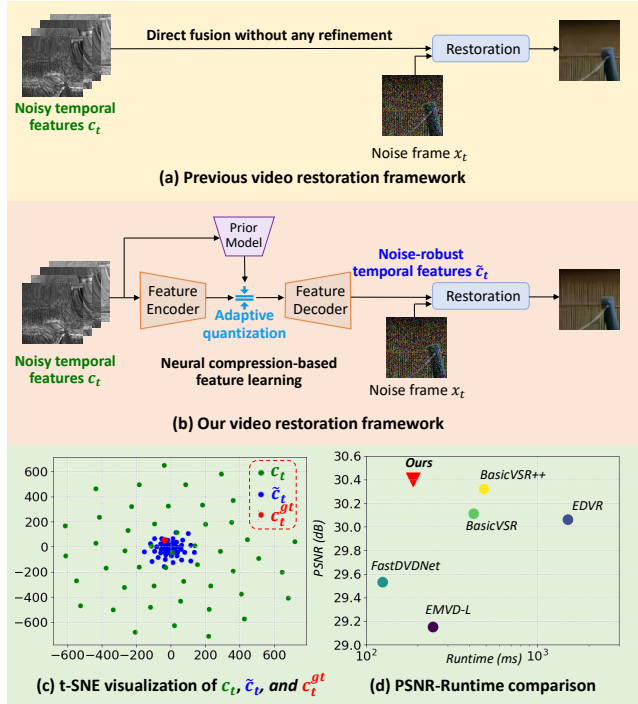 Direct fusion without any refinement
Restoration
Noisy temporal
features c_t
Noise frame x_t
(a) Previous video restoration framework
Prior
Model
Noise-robust
temporal features c̃_t
Feature
Encoder
Feature
Decoder
Restoration
Adaptive
quantization
Noisy temporal
features c_t
Neural compression-based
feature learning
Noise frame x_t
(b) Our video restoration framework
600
400
200
0
−200
−400
−600
−600 −400 −200 0 200 400 600
c_t
c̃_t
c_t^gt
(c) t-SNE visualization of c_t, c̃_t, and c_t^gt
PSNR (dB)
30.6
30.4
30.2
30.0
29.8
29.6
29.4
29.2
29.0
Ours
BasicVSR++
BasicVSR
EDVR
FastDVDNet
EMVD-L
10^2 10^3
Runtime (ms)
(d) PSNR-Runtime comparison